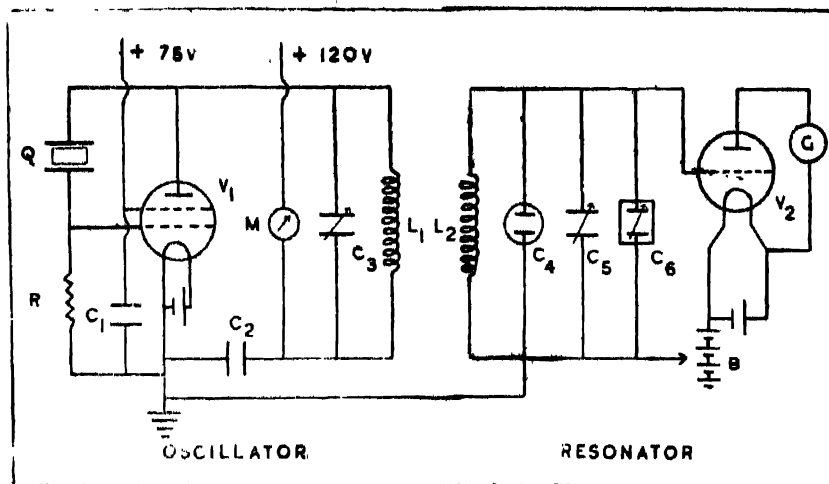 + 75V
+ 120V
Q
V1
M
C3
L1
L2
C4
C5
C6
G
V2
R
C1
C2
B
OSCILLATOR
RESONATOR